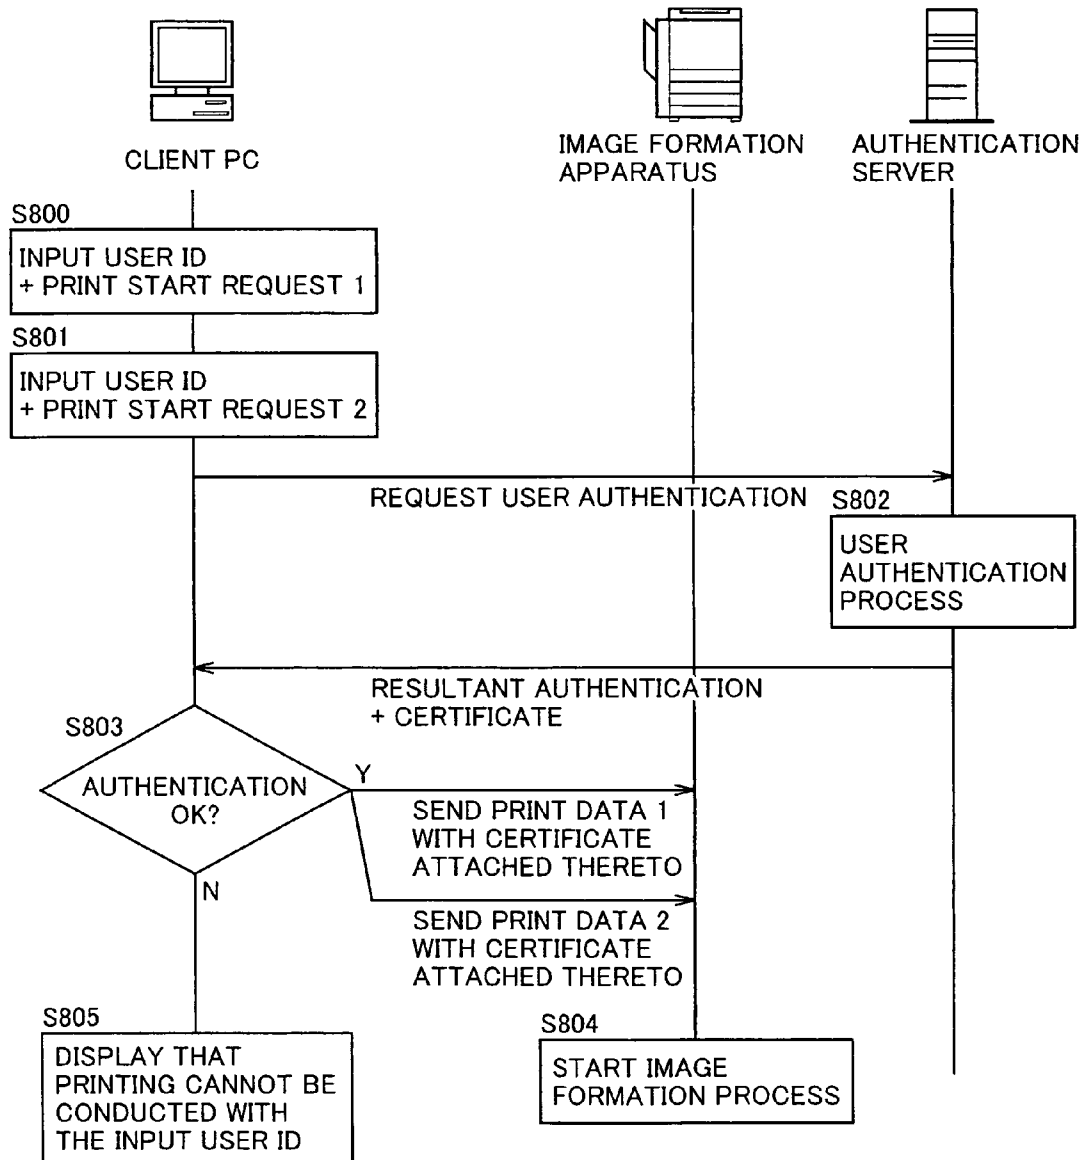 CLIENT PC
IMAGE FORMATION
APPARATUS
AUTHENTICATION
SERVER
S800
INPUT USER ID
+ PRINT START REQUEST 1
S801
INPUT USER ID
+ PRINT START REQUEST 2
REQUEST USER AUTHENTICATION
S802
USER
AUTHENTICATION
PROCESS
RESULTANT AUTHENTICATION
+ CERTIFICATE
S803
AUTHENTICATION
OK?
Y
SEND PRINT DATA 1
WITH CERTIFICATE
ATTACHED THERETO
N
SEND PRINT DATA 2
WITH CERTIFICATE
ATTACHED THERETO
S805
DISPLAY THAT
PRINTING CANNOT BE
CONDUCTED WITH
THE INPUT USER ID
S804
START IMAGE
FORMATION PROCESS